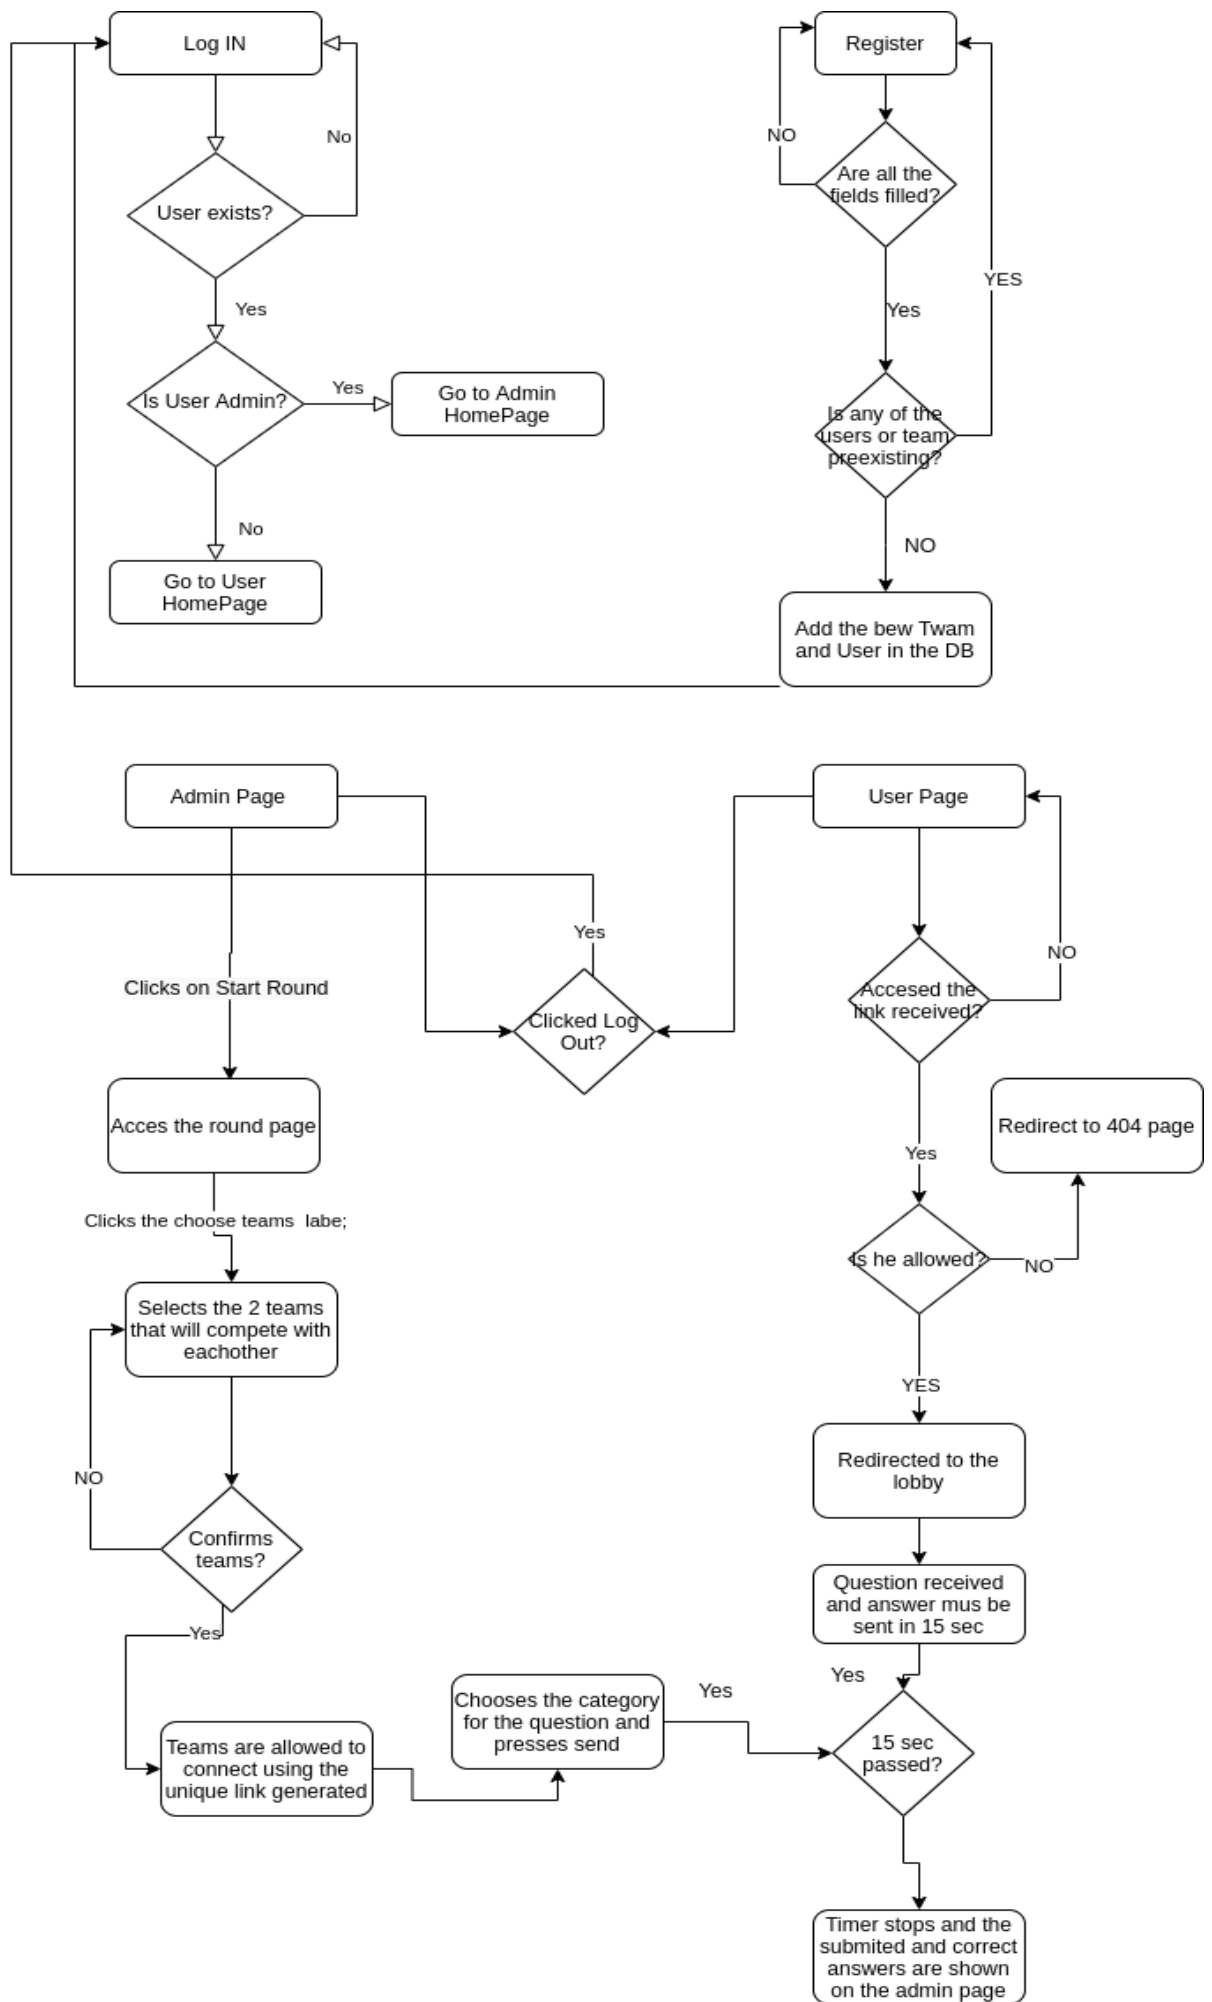 Log IN
Register
No
NO
Are all the
fields filled?
User exists?
YES
Yes
Yes
Is User Admin?
Yes
Go to Admin
HomePage
Is any of the
users or team
preexisting?
No
NO
Go to User
HomePage
Add the bew Twam
and User in the DB
Admin Page
User Page
Yes
NO
Clicks on Start Round
Accesed the
link received?
Clicked Log
Out?
Acces the round page
Redirect to 404 page
Yes
Clicks the choose teams  labe;
Is he allowed?
NO
Selects the 2 teams
that will compete with
eachother
YES
Redirected to the
lobby
NO
Confirms
teams?
Question received
and answer mus be
sent in 15 sec
Yes
Yes
Yes
Chooses the category
for the question and
presses send
Teams are allowed to
connect using the
unique link generated
15 sec
passed?
Timer stops and the
submited and correct
answers are shown
on the admin page